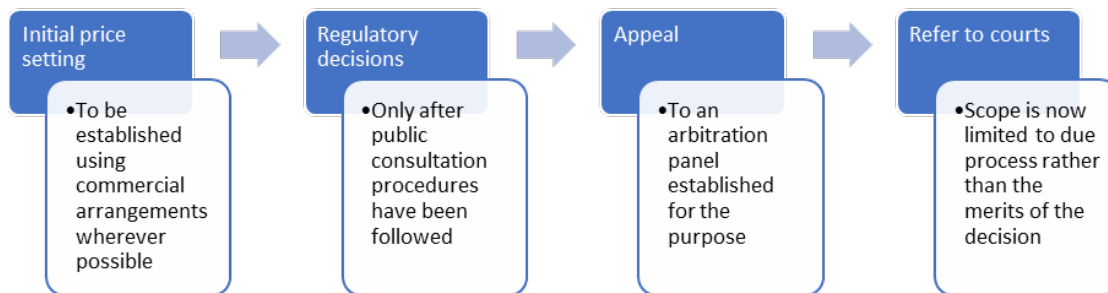 Initial price
setting
•To be
established
using
commercial
arrangements
wherever
possible
Regulatory
decisions
•Only after
public
consultation
procedures
have been
followed
Appeal
•To an
arbitration
panel
established
for the
purpose
Refer to courts
•Scope is now
limited to due
process rather
than the
merits of the
decision